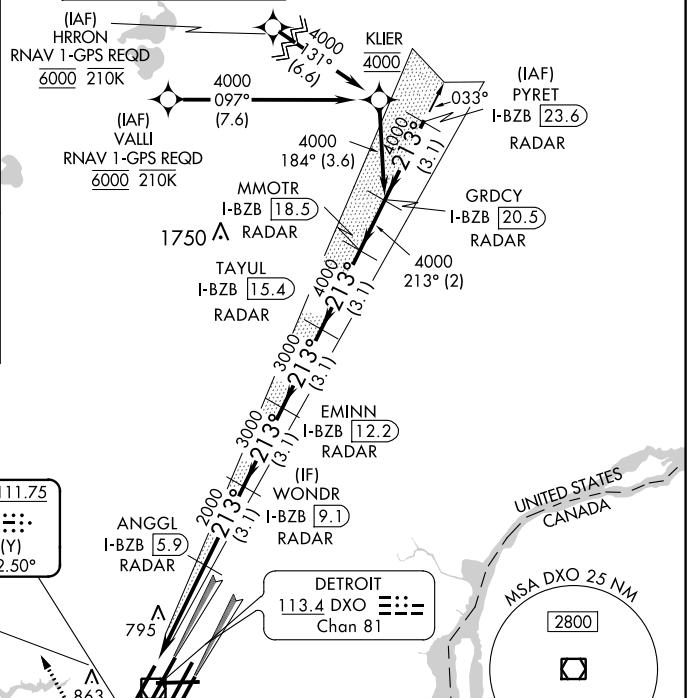 (IAF)
HRRON
RNAV 1-GPS REQD
6000 210K
4000
131°
(6.6)
KLIER
4000
4000
097°
(7.6)
(IAF)
VALLI
RNAV 1-GPS REQD
6000 210K
033°
(IAF)
PYRET
I-BZB 23.6
RADAR
4000
213°
(3.1)
4000
184° (3.6)
MMOTR
I-BZB 18.5
RADAR
GRDCY
I-BZB 20.5
RADAR
1750
4000
213° (2)
TAYUL
I-BZB 15.4
RADAR
4000
213°
(3.1)
3000
213°
(3.1)
EMINN
I-BZB 12.2
RADAR
3000
213°
(3.1)
(IF)
WONDR
I-BZB 9.1
RADAR
2000
213°
(3.1)
ANGGL
I-BZB 5.9
RADAR
111.75
(Y)
2.50°
UNITED STATES
CANADA
DETROIT
113.4 DXO
Chan 81
795
863
MSA DXO 25 NM
2800